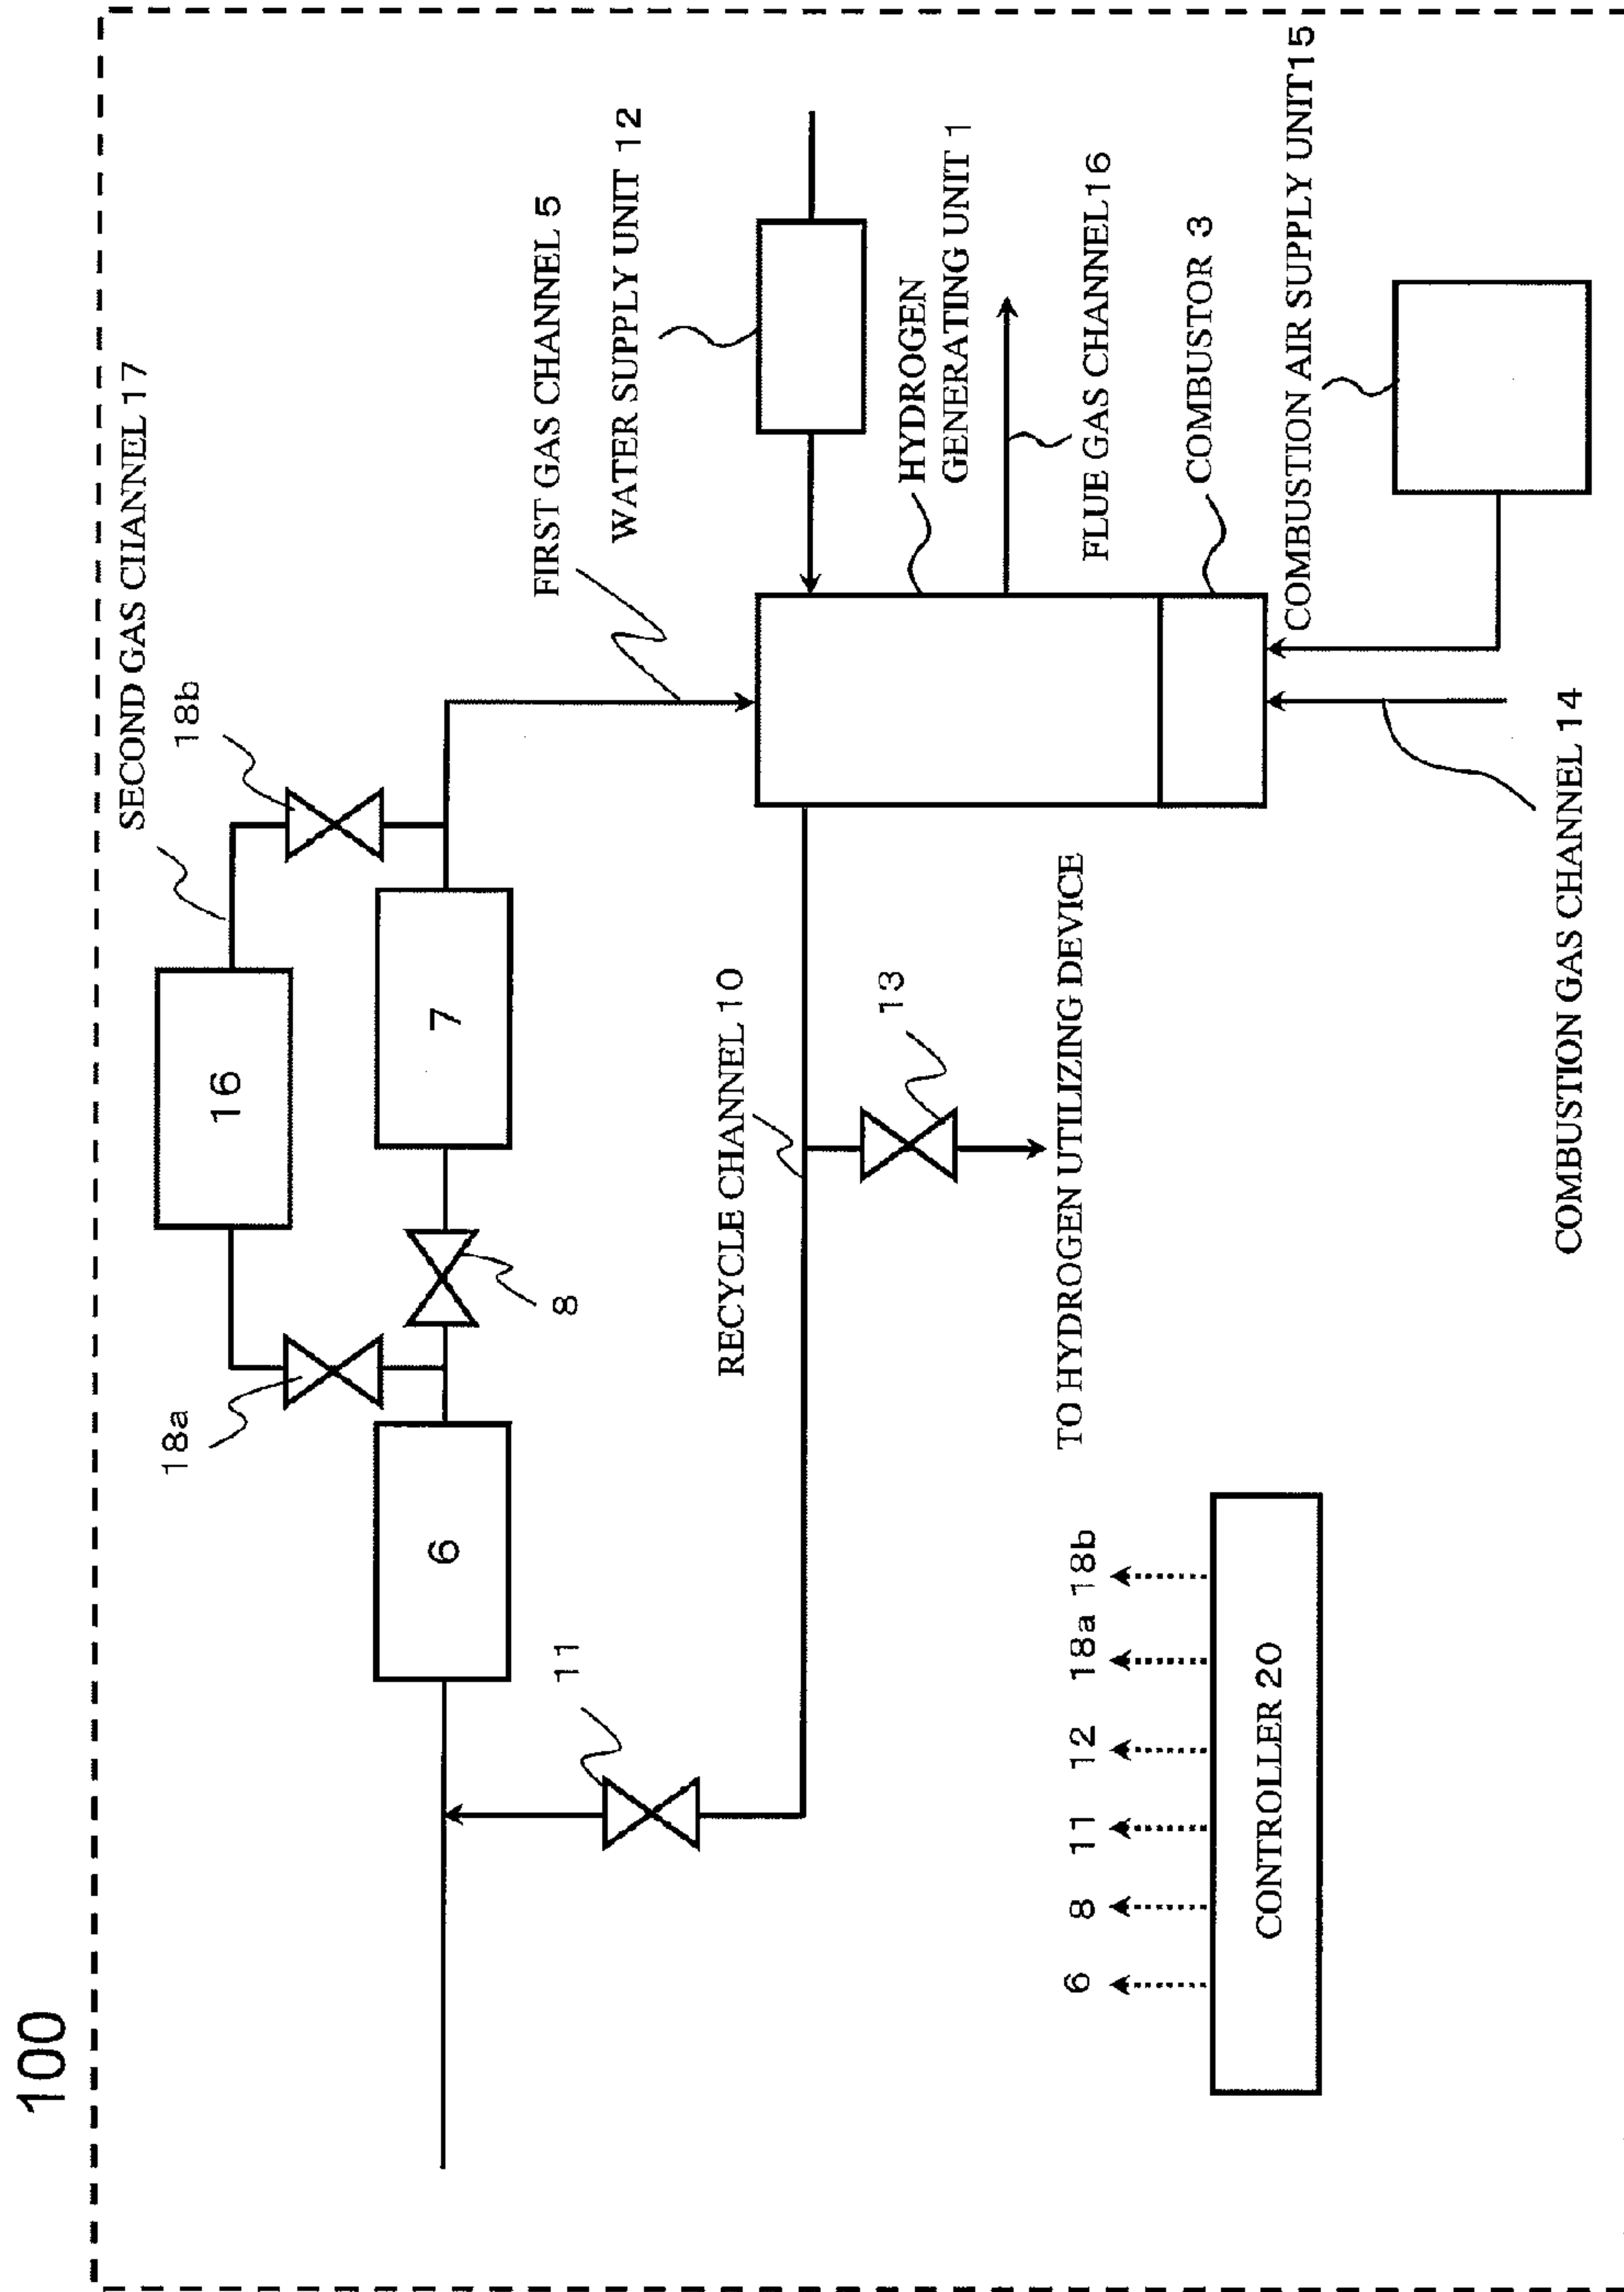 100
SECOND GAS CHANNEL 17
18a
18b
16
6
7
8
11
FIRST GAS CHANNEL 5
WATER SUPPLY UNIT 12
RECYCLE CHANNEL 10
13
HYDROGEN
GENERATING UNIT 1
TO HYDROGEN UTILIZING DEVICE
FLUE GAS CHANNEL16
6 8 11 12 18a 18b
CONTROLLER 20
COMBUSTOR 3
COMBUSTION AIR SUPPLY UNIT15
COMBUSTION GAS CHANNEL 14